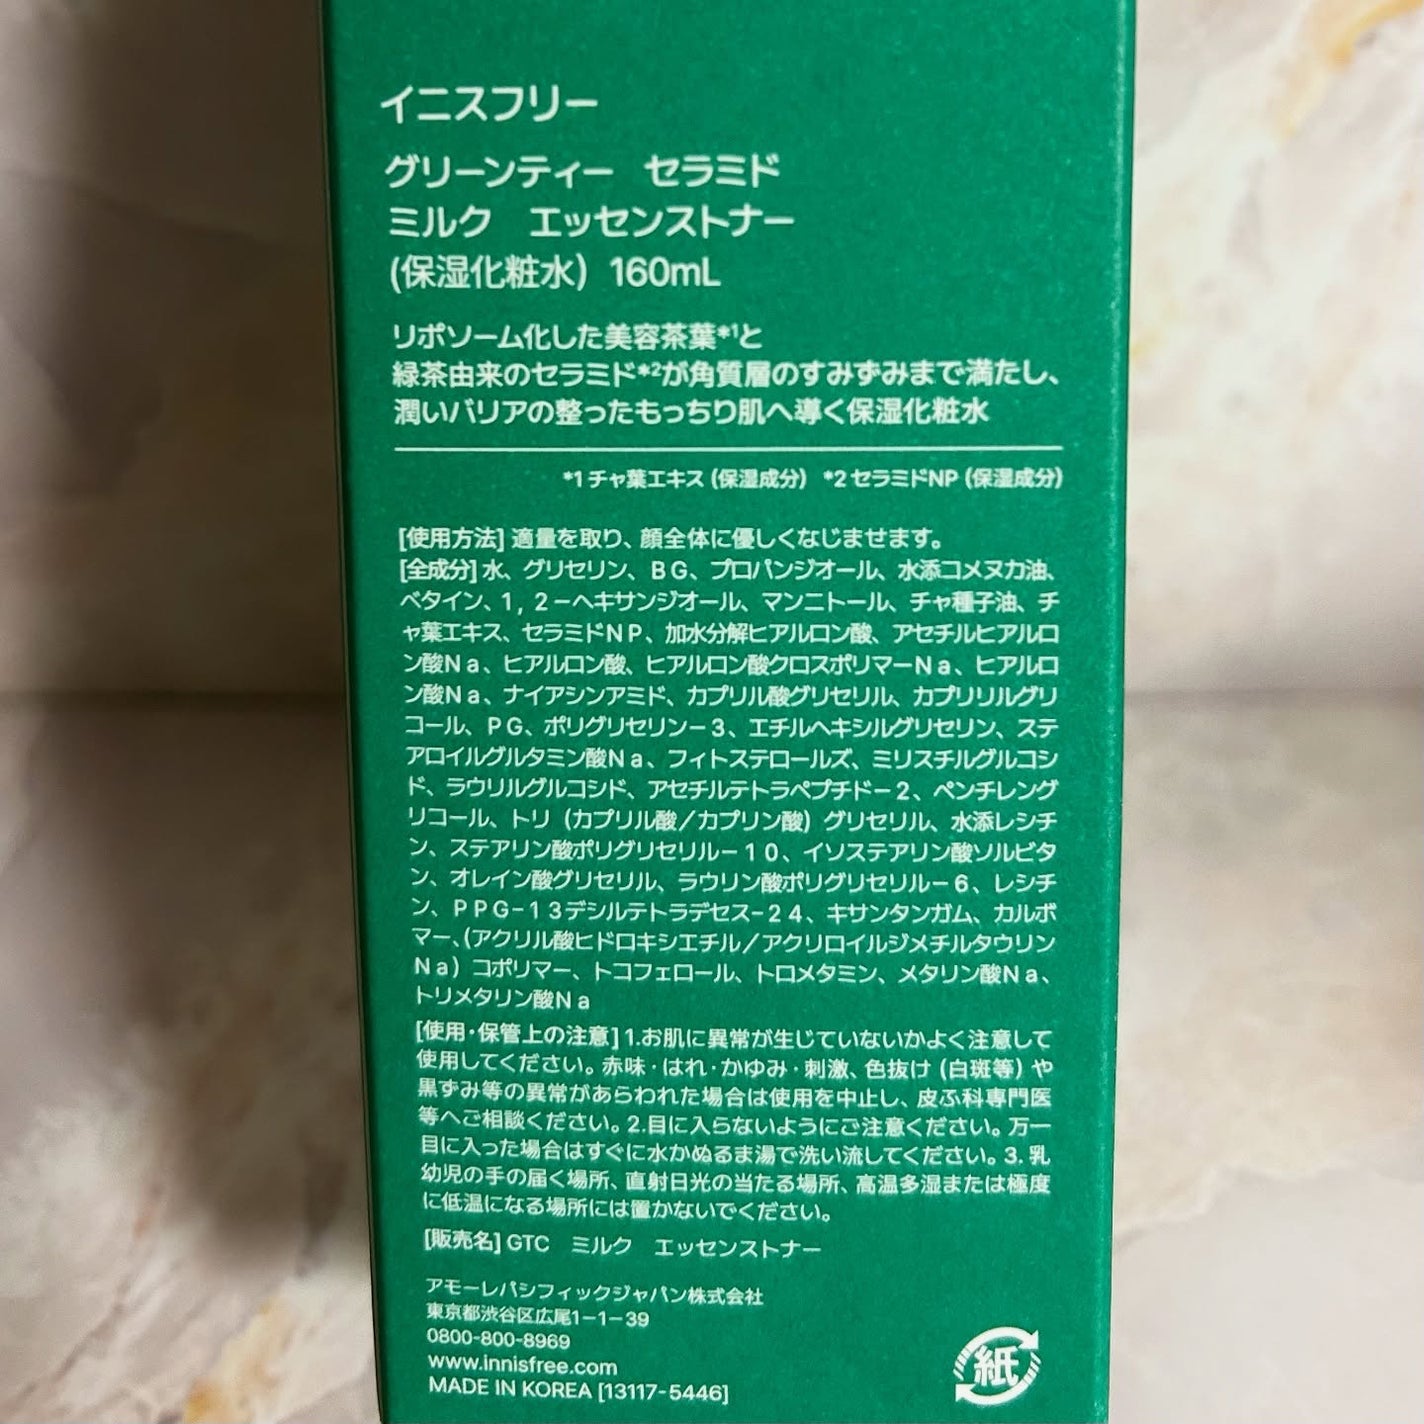 イニスフリー
グリーンティー　セラミド
ミルク　エッセンストナー
(保湿化粧水）160mL
リポソーム化した美容茶葉*1と
緑茶由来のセラミド*2が角質層のすみずみまで満たし、
潤いバリアの整ったもっちり肌へ導く保湿化粧水
*1 チャ葉エキス（保湿成分） *2 セラミドNP（保湿成分）
[使用方法] 適量を取り、顔全体に優しくなじませます。
[全成分] 水、グリセリン、ＢＧ、プロパンジオール、水添コメヌカ油、
ベタイン、１，２－ヘキサンジオール、マンニトール、チャ種子油、チ
ャ葉エキス、セラミドＮＰ、加水分解ヒアルロン酸、アセチルヒアルロ
ン酸Ｎａ、ヒアルロン酸、ヒアルロン酸クロスポリマーＮａ、ヒアルロ
ン酸Ｎａ、ナイアシンアミド、カプリル酸グリセリル、カプリリルグリ
コール、ＰＧ、ポリグリセリン－３、エチルヘキシルグリセリン、ステ
アロイルグルタミン酸Ｎａ、フィトステロールズ、ミリスチルグルコシ
ド、ラウリルグルコシド、アセチルテトラペプチド－２、ペンチレング
リコール、トリ（カプリル酸／カプリン酸）グリセリル、水添レシチ
ン、ステアリン酸ポリグリセリル－１０、イソステアリン酸ソルビタ
ン、オレイン酸グリセリル、ラウリン酸ポリグリセリル－６、レシチ
ン、ＰＰＧ－１３デシルテトラデセス－２４、キサンタンガム、カルボ
マー、（アクリル酸ヒドロキシエチル／アクリロイルジメチルタウリン
Ｎａ）コポリマー、トコフェロール、トロメタミン、メタリン酸Ｎａ、
トリメタリン酸Ｎａ
[使用・保管上の注意] 1.お肌に異常が生じていないかよく注意して
使用してください。赤味・はれ・かゆみ・刺激、色抜け（白斑等）や
黒ずみ等の異常があらわれた場合は使用を中止し、皮ふ科専門医
等へご相談ください。2.目に入らないようにご注意ください。万一
目に入った場合はすぐに水かぬるま湯で洗い流してください。3. 乳
幼児の手の届く場所、直射日光の当たる場所、高温多湿または極度
に低温になる場所には置かないでください。
[販売名] GTC　ミルク　エッセンストナー
アモーレパシフィックジャパン株式会社
東京都渋谷区広尾1－1－39
0800-800-8969
www.innisfree.com
MADE IN KOREA [13117-5446]
紙